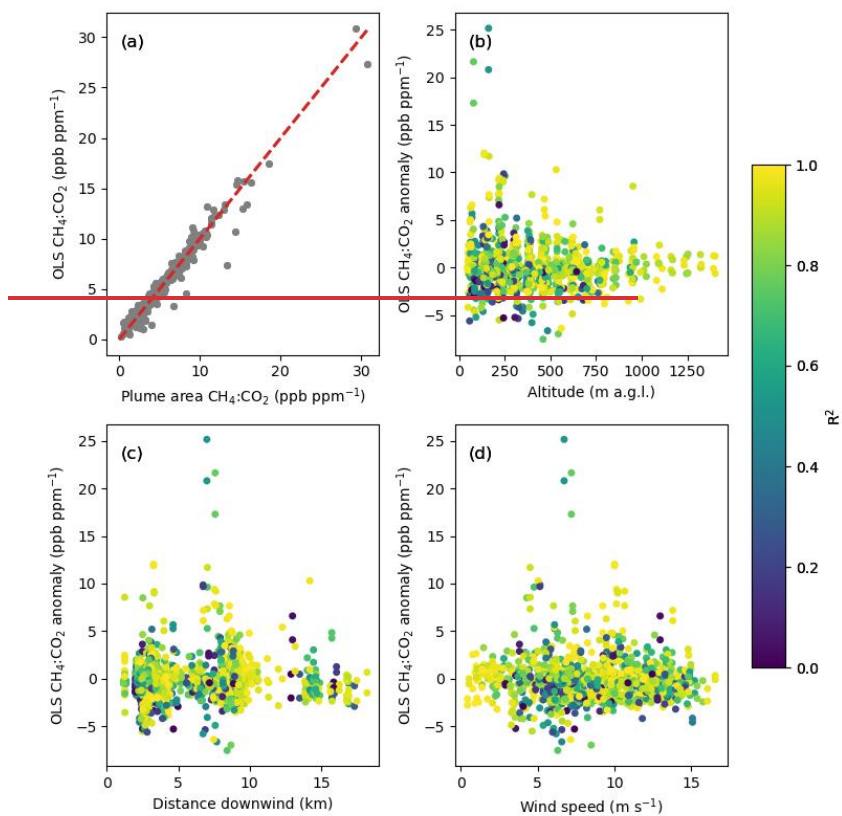 (a)
OLS CH₄:CO₂ (ppb ppm⁻¹)
30
25
20
15
10
5
0
0 10 20 30
Plume area CH₄:CO₂ (ppb ppm⁻¹)
(b)
OLS CH₄:CO₂ anomaly (ppb ppm⁻¹)
25
20
15
10
5
0
−5
0 250 500 750 1000 1250
Altitude (m a.g.l.)
(c)
OLS CH₄:CO₂ anomaly (ppb ppm⁻¹)
25
20
15
10
5
0
−5
0 5 10 15
Distance downwind (km)
(d)
OLS CH₄:CO₂ anomaly (ppb ppm⁻¹)
25
20
15
10
5
0
−5
0 5 10 15
Wind speed (m s⁻¹)
1.0
0.8
0.6
0.4
0.2
0.0
R²